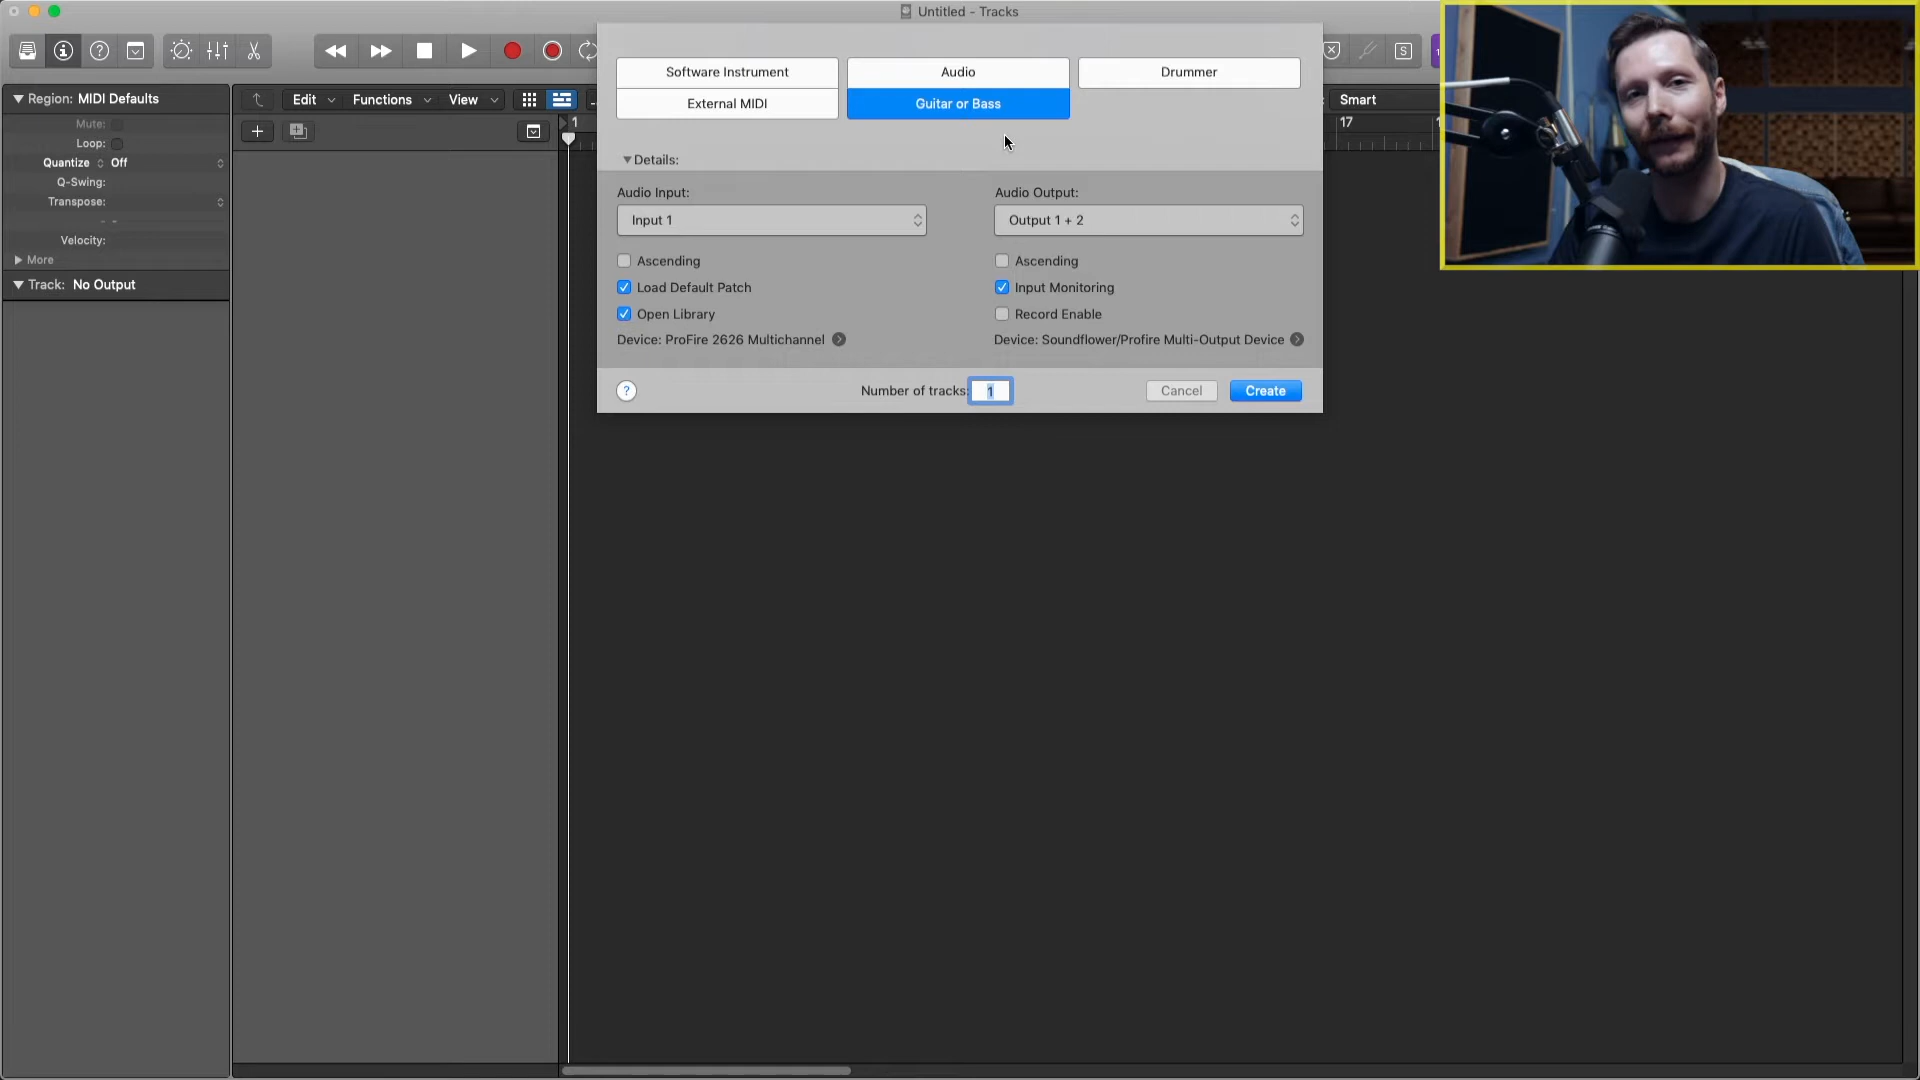 Untitled - Tracks
Software Instrument
Audio
Drummer
External MIDI
Guitar or Bass
Region: MIDI Defaults
Mute:
Loop:
Quantize Off
Q-Swing:
Transpose:
Velocity:
More
Track: No Output
Edit
Functions
View
Smart
1
17
Details:
Audio Input:
Input 1
Audio Output:
Output 1 + 2
Ascending
Ascending
Load Default Patch
Input Monitoring
Open Library
Record Enable
Device: ProFire 2626 Multichannel
Device: Soundflower/Profire Multi-Output Device
?
Number of tracks: 1
Cancel
Create
S